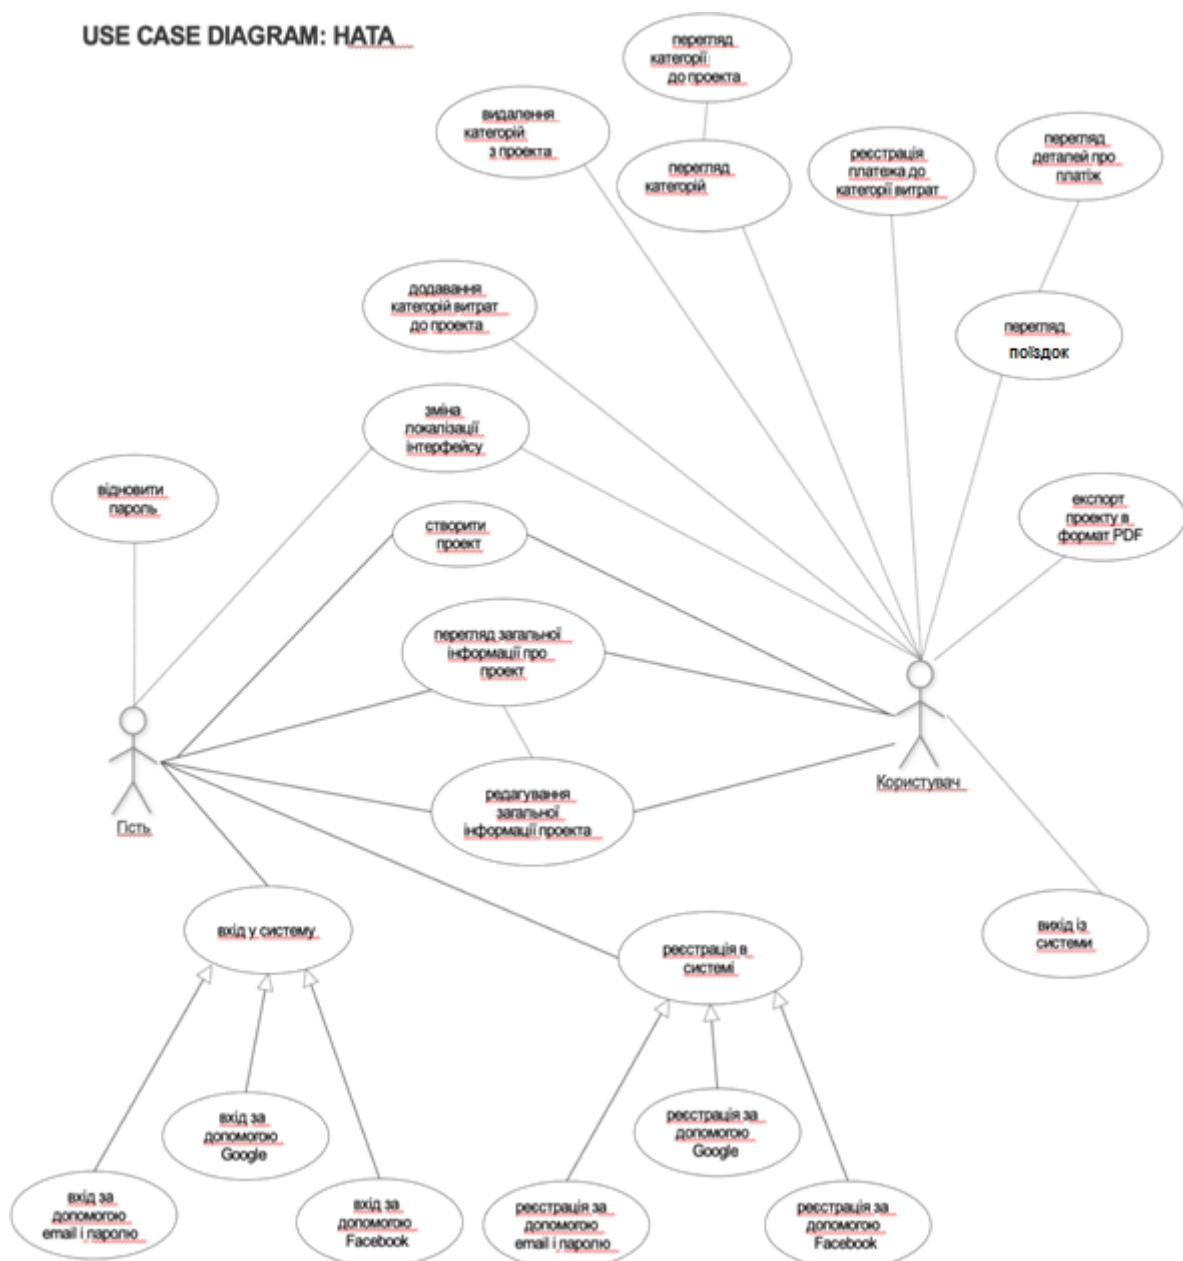 USE CASE DIAGRAM: HATA
перегляд
категорії
до проекта
видалення
категорій
з проекта
перегляд
категорій
реєстрація
платежа до
категорії витрат
перегляд
деталей про
платіж
додавання
категорій витрат
до проекта
перегляд
поїздок
зміна
локалізації
інтерфейсу
відновити
пароль
створити
проект
експорт
проекту в
формат PDF
перегляд загальної
інформації про
проект
Користувач
редагування
загальної
інформації проекта
Гість
вхід у систему
реєстрація в
системі
вихід із
системи
вхід за
допомогою
Google
реєстрація за
допомогою
Google
вхід за
допомогою
email і паролю
вхід за
допомогою
Facebook
реєстрація за
допомогою
email і паролю
реєстрація за
допомогою
Facebook